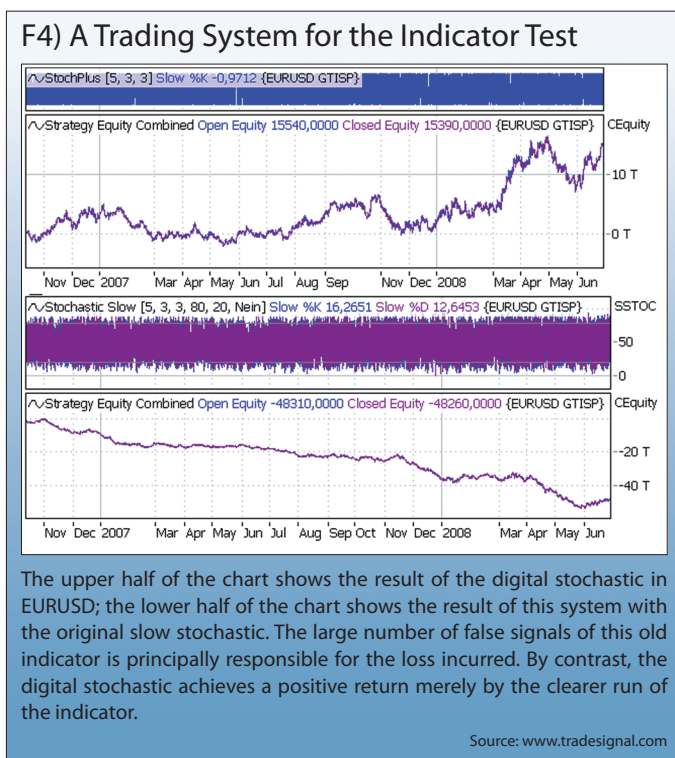 F4) A Trading System for the Indicator Test
StochPlus [5, 3, 3] Slow %K -0,9712 {EURUSD GTISP}
Strategy Equity Combined Open Equity 15540,0000 Closed Equity 15390,0000 {EURUSD GTISP} CEquity
10 T
0 T
Nov Dec 2007 Mar Apr May Jun Jul Aug Sep Nov Dec 2008 Mar Apr May Jun
Stochastic Slow [5, 3, 3, 80, 20, Nein] Slow %K 16,2651 Slow %D 12,6453 {EURUSD GTISP} SSTOC
50
0
Strategy Equity Combined Open Equity -48310,0000 Closed Equity -48260,0000 {EURUSD GTISP} CEquity
-20 T
-40 T
Nov Dec 2007 Mar Apr May Jun Jul Aug Sep Oct Nov Dec 2008 Mar Apr May Jun
The upper half of the chart shows the result of the digital stochastic in
EURUSD; the lower half of the chart shows the result of this system with
the original slow stochastic. The large number of false signals of this old
indicator is principally responsible for the loss incurred. By contrast, the
digital stochastic achieves a positive return merely by the clearer run of
the indicator.
Source: www.tradesignal.com